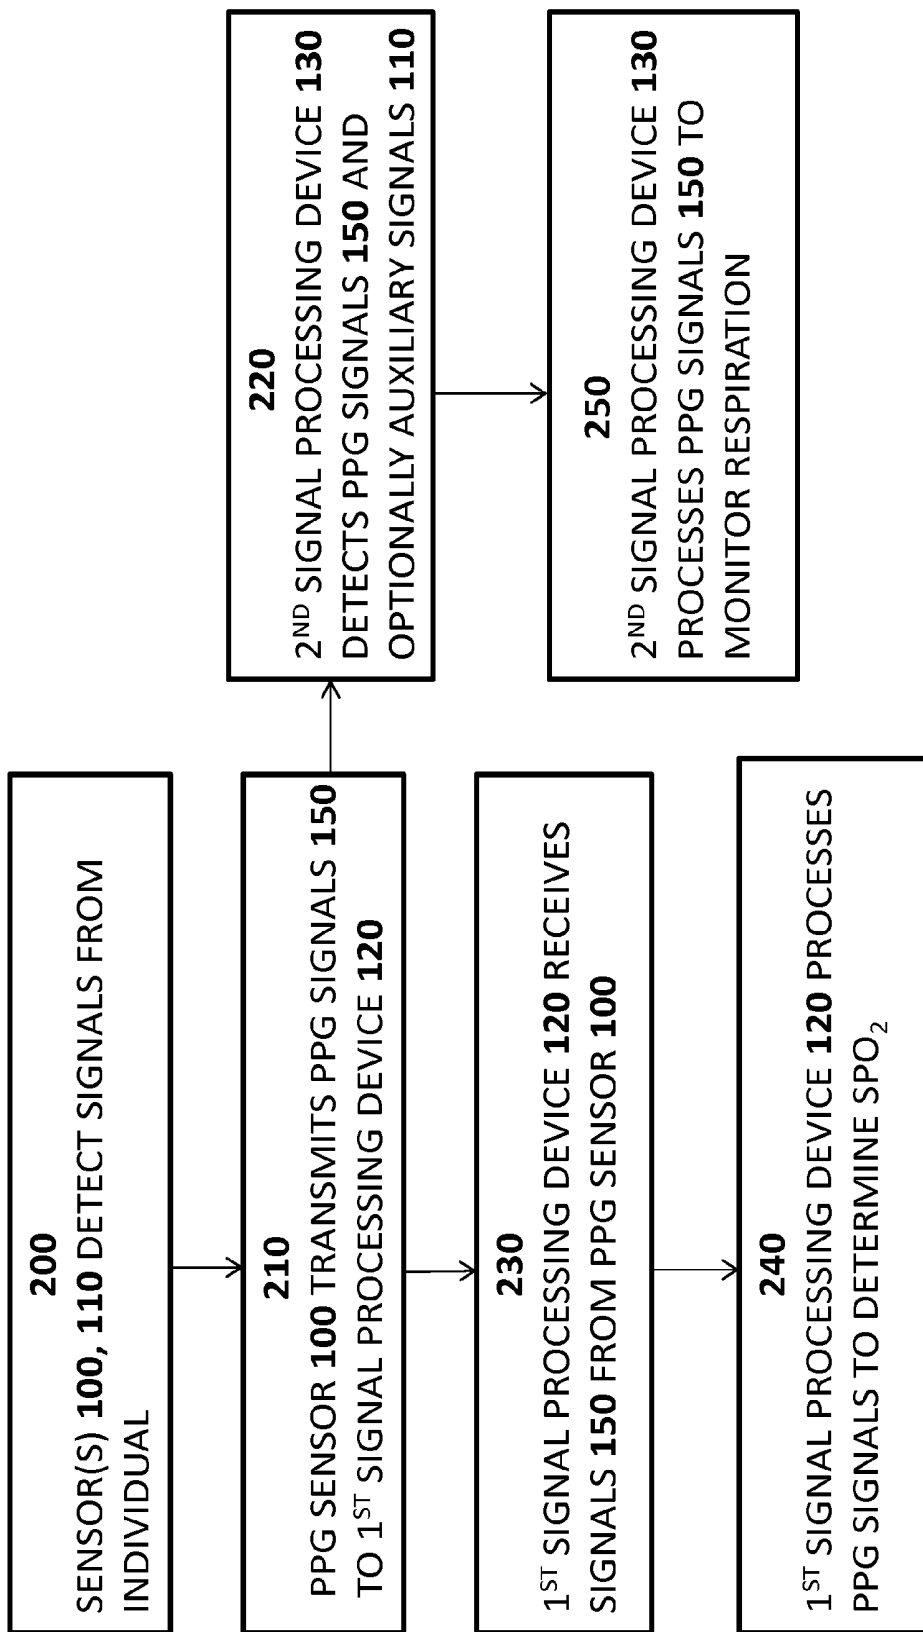 200
SENSOR(S) 100, 110 DETECT SIGNALS FROM
INDIVIDUAL
210
PPG SENSOR 100 TRANSMITS PPG SIGNALS 150
TO 1ST SIGNAL PROCESSING DEVICE 120
220
2ND SIGNAL PROCESSING DEVICE 130
DETECTS PPG SIGNALS 150 AND
OPTIONALLY AUXILIARY SIGNALS 110
230
1ST SIGNAL PROCESSING DEVICE 120 RECEIVES
SIGNALS 150 FROM PPG SENSOR 100
250
2ND SIGNAL PROCESSING DEVICE 130
PROCESSES PPG SIGNALS 150 TO
MONITOR RESPIRATION
240
1ST SIGNAL PROCESSING DEVICE 120 PROCESSES
PPG SIGNALS TO DETERMINE SPO2